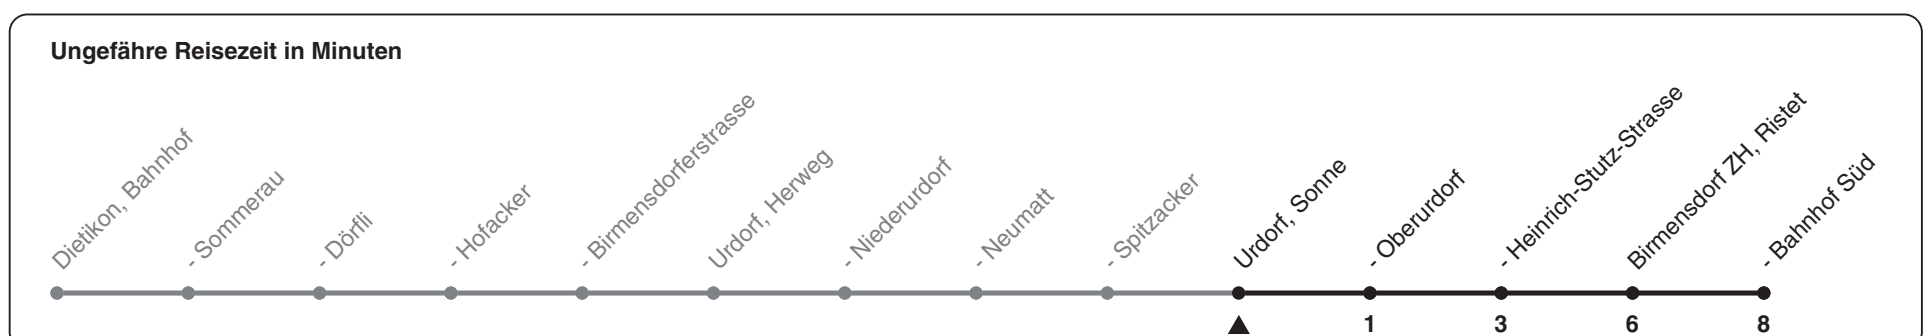 Ungefähre Reisezeit in Minuten
Dietikon, Bahnhof
- Sommerau
- Dörfli
- Hofacker
- Birmensdorferstrasse
Urdorf, Herweg
- Niederurdorf
- Neumatt
- Spitzacker
Urdorf, Sonne
- Oberurdorf
- Heinrich-Stutz-Strasse
Birmensdorf ZH, Ristet
- Bahnhof Süd
1 3 6 8